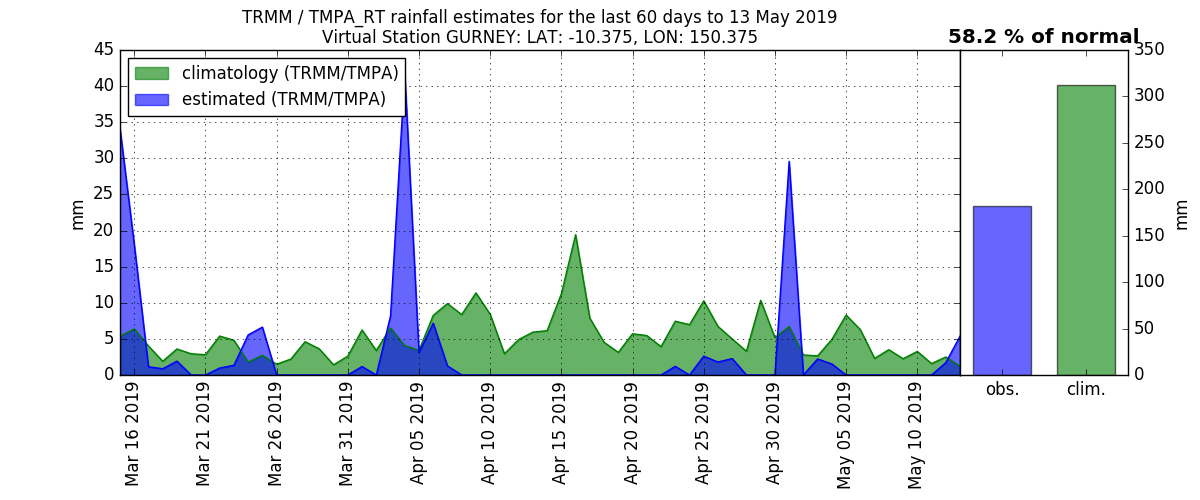 TRMM / TMPA_RT rainfall estimates for the last 60 days to 13 May 2019
Virtual Station GURNEY: LAT: -10.375, LON: 150.375
58.2 % of normal
climatology (TRMM/TMPA)
estimated (TRMM/TMPA)
45
40
35
30
25
20
15
10
5
0
mm
Mar 16 2019
Mar 21 2019
Mar 26 2019
Mar 31 2019
Apr 05 2019
Apr 10 2019
Apr 15 2019
Apr 20 2019
Apr 25 2019
Apr 30 2019
May 05 2019
May 10 2019
obs.
clim.
350
300
250
200
150
100
50
0
mm